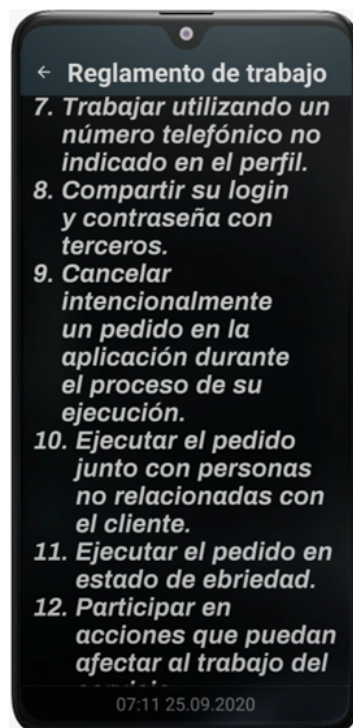 ← Reglamento de trabajo
7. Trabajar utilizando un
número telefónico no
indicado en el perfil.
8. Compartir su login
y contraseña con
terceros.
9. Cancelar
intencionalmente
un pedido en la
aplicación durante
el proceso de su
ejecución.
10. Ejecutar el pedido
junto con personas
no relacionadas con
el cliente.
11. Ejecutar el pedido en
estado de ebriedad.
12. Participar en
acciones que puedan
afectar al trabajo del
07:11 25.09.2020